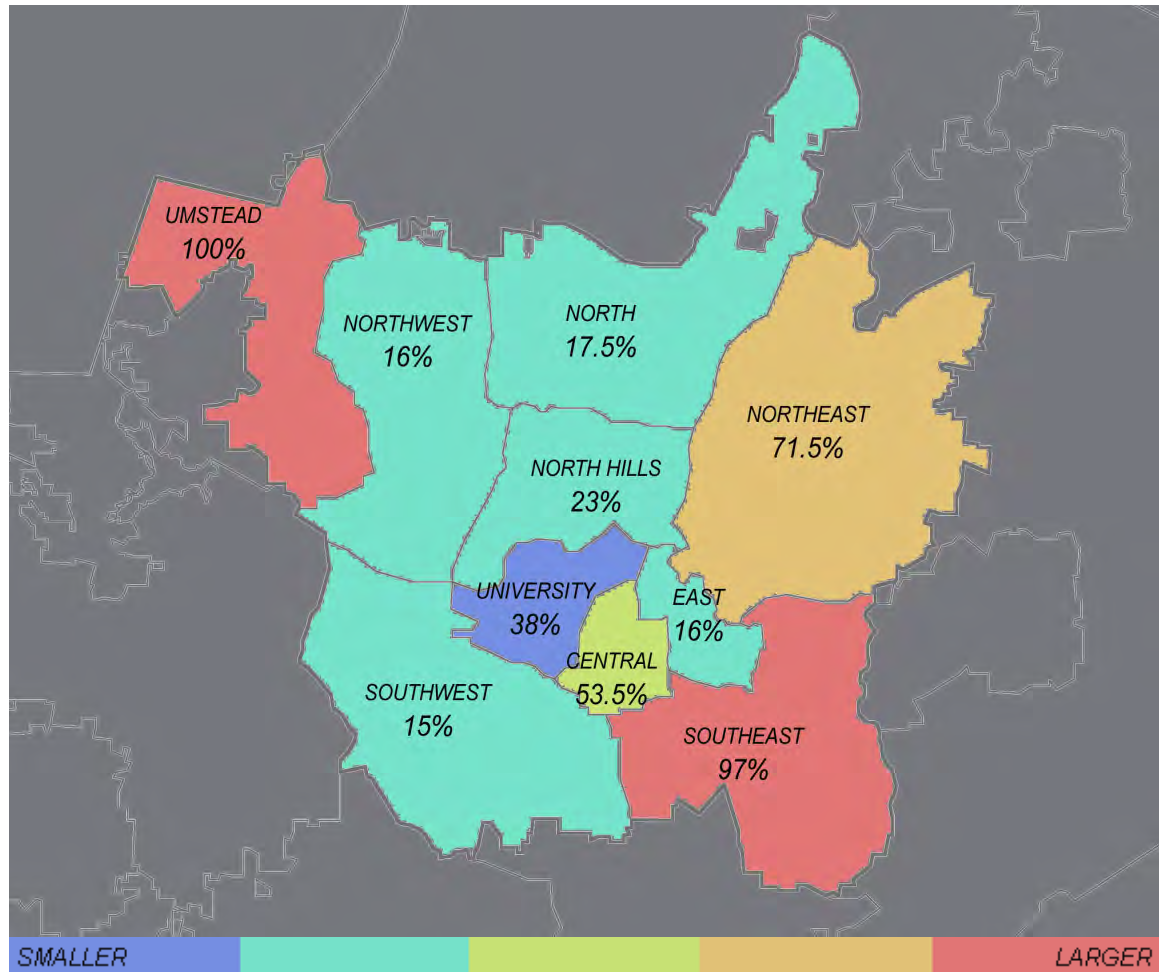 UMSTEAD
100%
NORTHWEST
16%
NORTH
17.5%
NORTHEAST
71.5%
NORTH HILLS
23%
UNIVERSITY
38%
EAST
16%
CENTRAL
53.5%
SOUTHWEST
15%
SOUTHEAST
97%
SMALLER
LARGER